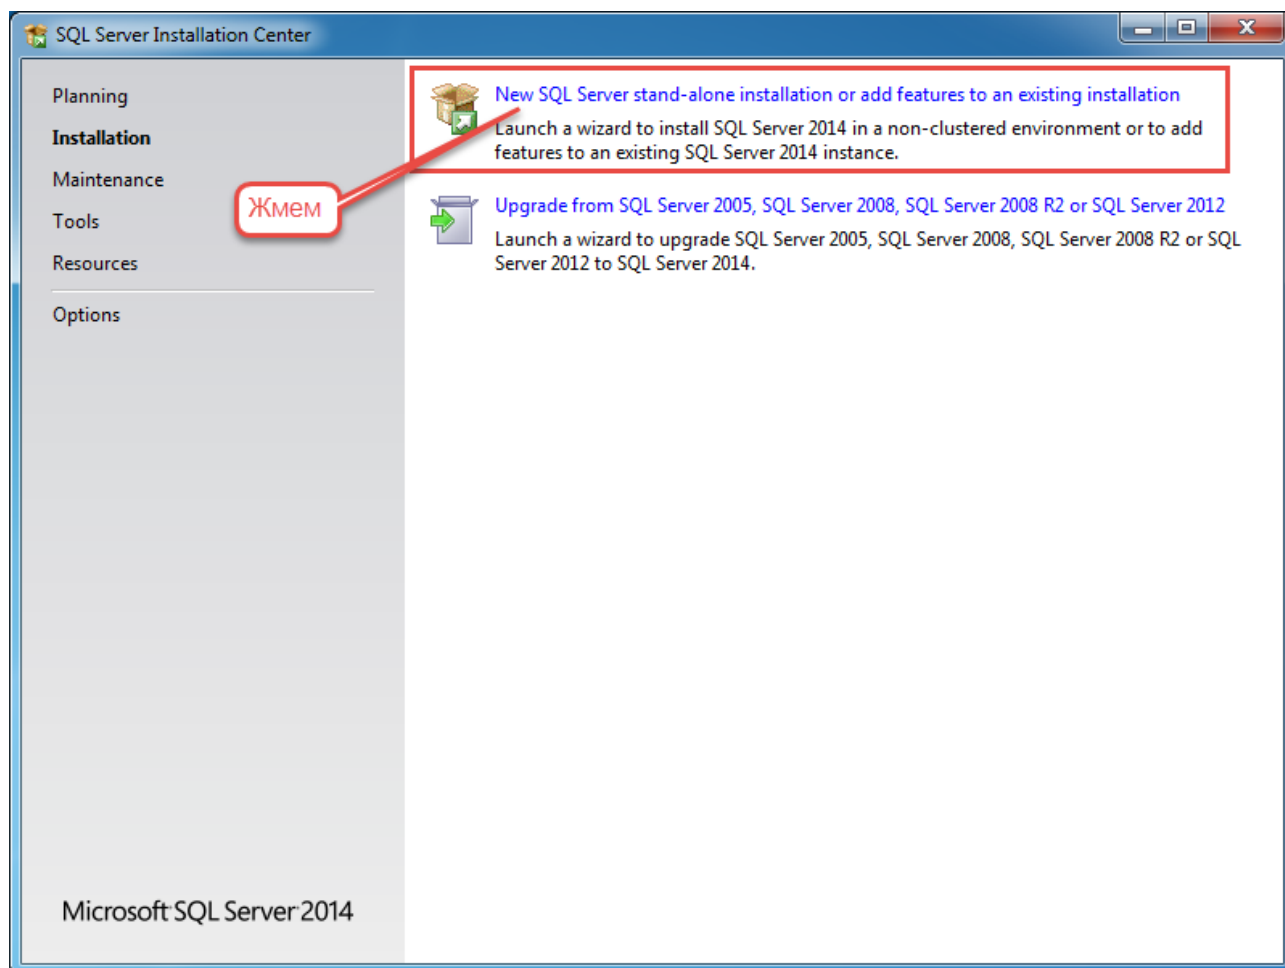 SQL Server Installation Center
Planning
Installation
Maintenance
Tools
Resources
Options
Жмем
New SQL Server stand-alone installation or add features to an existing installation
Launch a wizard to install SQL Server 2014 in a non-clustered environment or to add
features to an existing SQL Server 2014 instance.
Upgrade from SQL Server 2005, SQL Server 2008, SQL Server 2008 R2 or SQL Server 2012
Launch a wizard to upgrade SQL Server 2005, SQL Server 2008, SQL Server 2008 R2 or SQL
Server 2012 to SQL Server 2014.
Microsoft SQL Server 2014